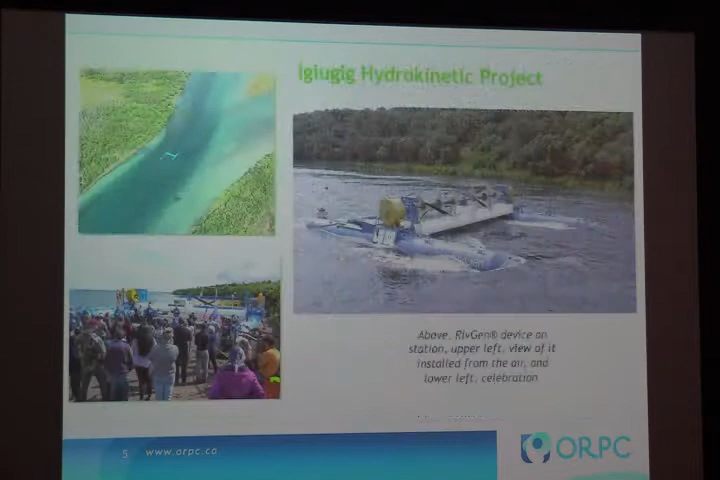 Igiugig Hydrokinetic Project
Above, RivGen® device on
station, upper left, view of it
installed from the air, and
lower left, celebration
5 www.orpc.co
ORPC